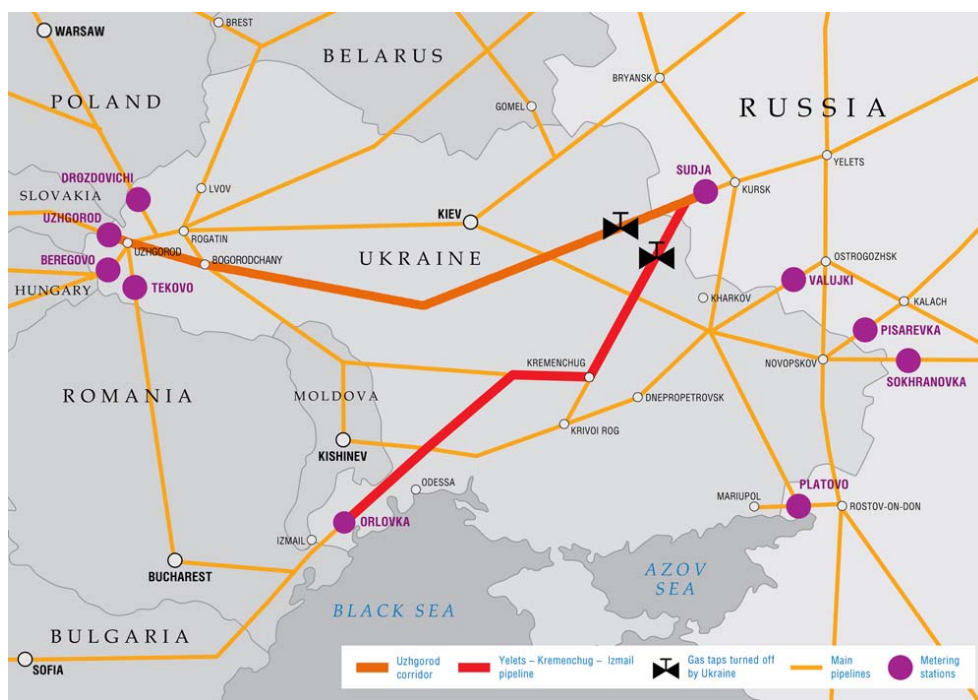 WARSAW
BREST
BELARUS
POLAND
GOMEL
BRYANSK
RUSSIA
YELETS
DROZDOVICHI
SLOVAKIA
LVOV
SUDJA
KURSK
UZHGOROD
KIEV
ROGATIN
UZHGOROD
UKRAINE
BEREGOVO
BOGORODCHANY
OSTROGOZHSK
HUNGARY
TEKOVO
VALUJKI
KHARKOV
KALACH
PISAREVKA
KREMENCHUG
NOVOPSKOV
SOKHRANOVKA
ROMANIA
MOLDOVA
DNEPROPETROVSK
KRIVOI ROG
KISHINEV
ODESSA
PLATOVO
MARIUPOL
ROSTOV-ON-DON
ORLOVKA
IZMAIL
BUCHAREST
AZOV
SEA
BLACK SEA
BULGARIA
SOFIA
Uzhgorod
corridor
Yelets – Kremenchug – Izmail
pipeline
Gas taps turned off
by Ukraine
Main
pipelines
Metering
stations